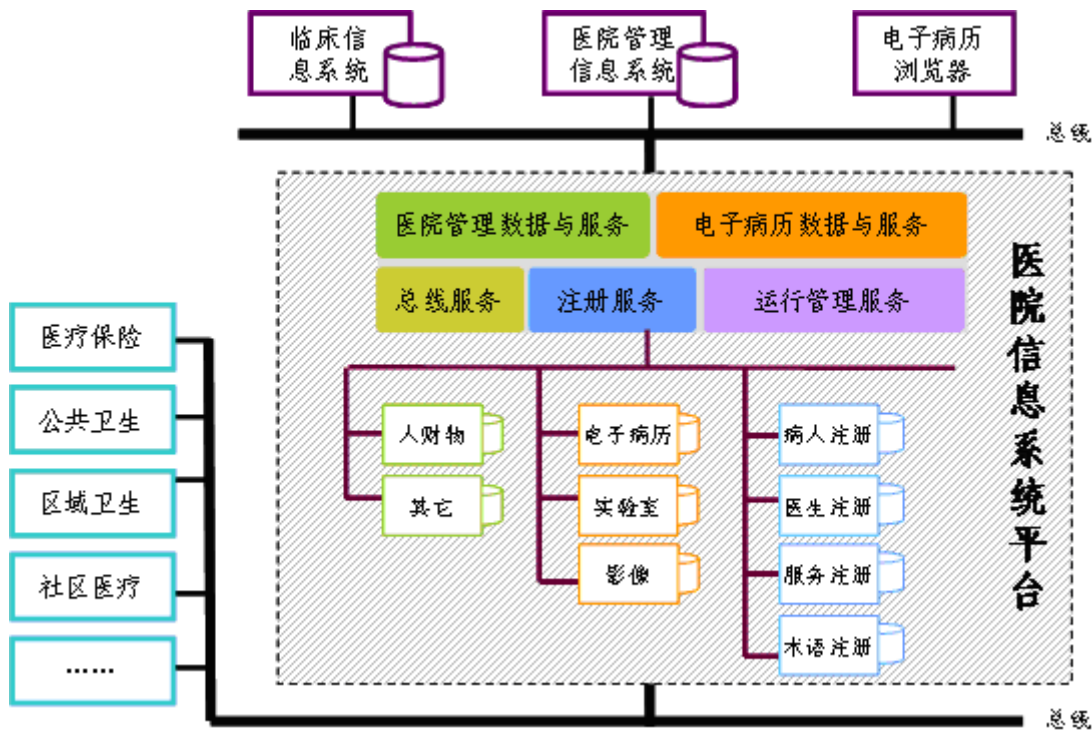 临床信
息系统
医院管理
信息系统
电子病历
浏览器
总线
医院管理数据与服务
电子病历数据与服务
总线服务
注册服务
运行管理服务
医院信息系统平台
医疗保险
公共卫生
区域卫生
社区医疗
……
人财物
其它
电子病历
实验室
影像
病人注册
医生注册
服务注册
术语注册
总线